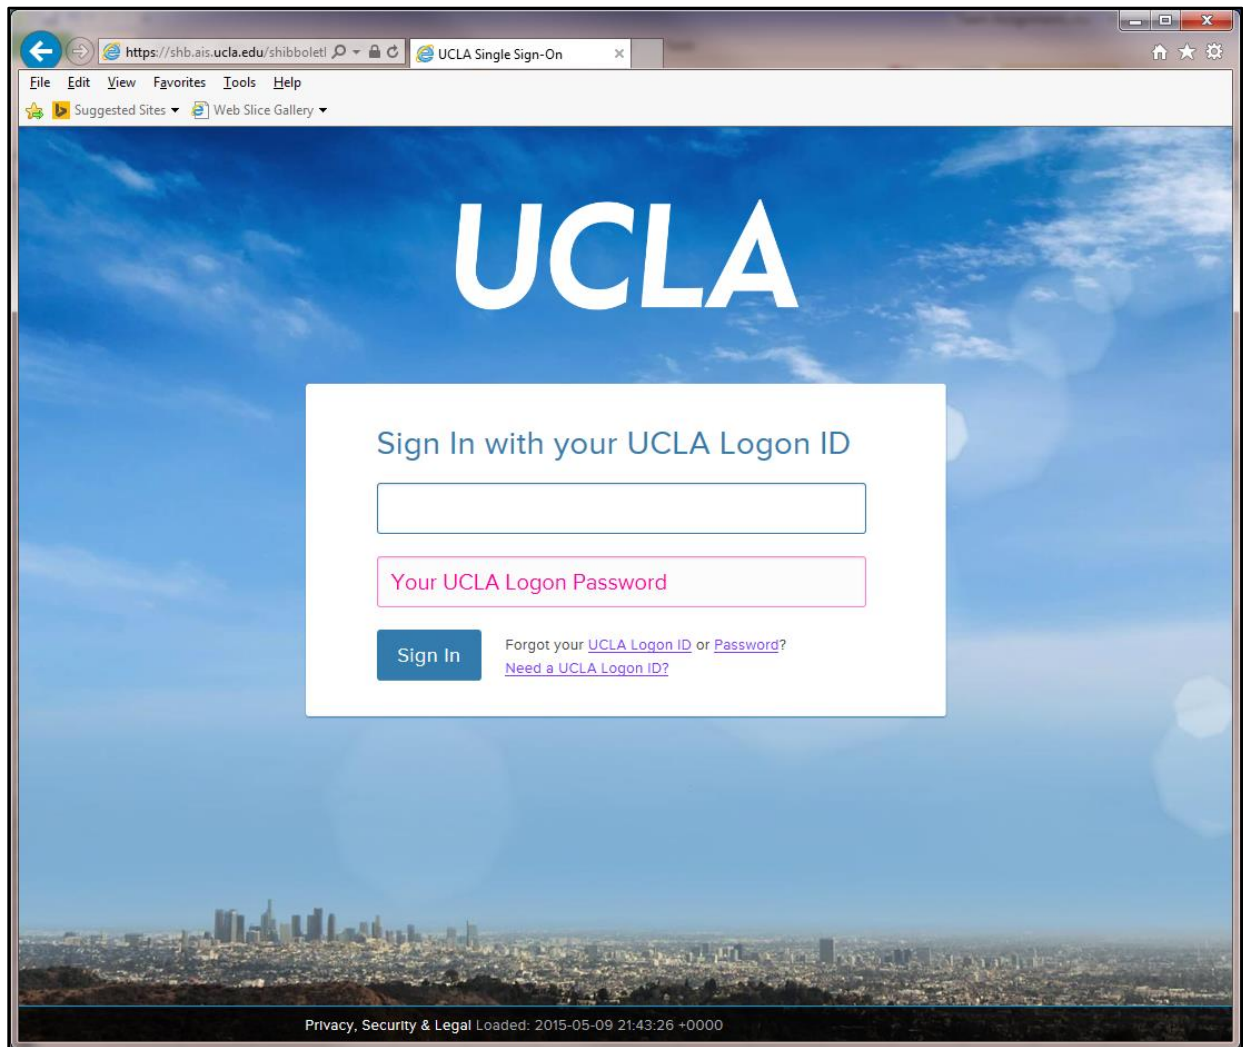 https://shb.ais.ucla.edu/shibbolet
UCLA Single Sign-On
File Edit View Favorites Tools Help
Suggested Sites
Web Slice Gallery
UCLA
Sign In with your UCLA Logon ID
Your UCLA Logon Password
Sign In
Forgot your UCLA Logon ID or Password?
Need a UCLA Logon ID?
Privacy, Security & Legal Loaded: 2015-05-09 21:43:26 +0000